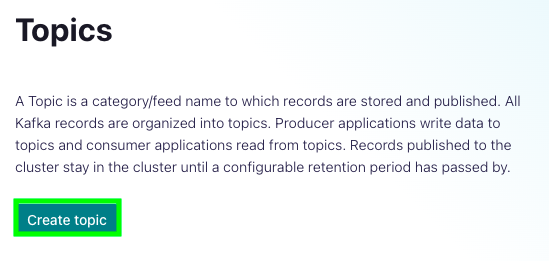 Topics
A Topic is a category/feed name to which records are stored and published. All
Kafka records are organized into topics. Producer applications write data to
topics and consumer applications read from topics. Records published to the
cluster stay in the cluster until a configurable retention period has passed by.
Create topic